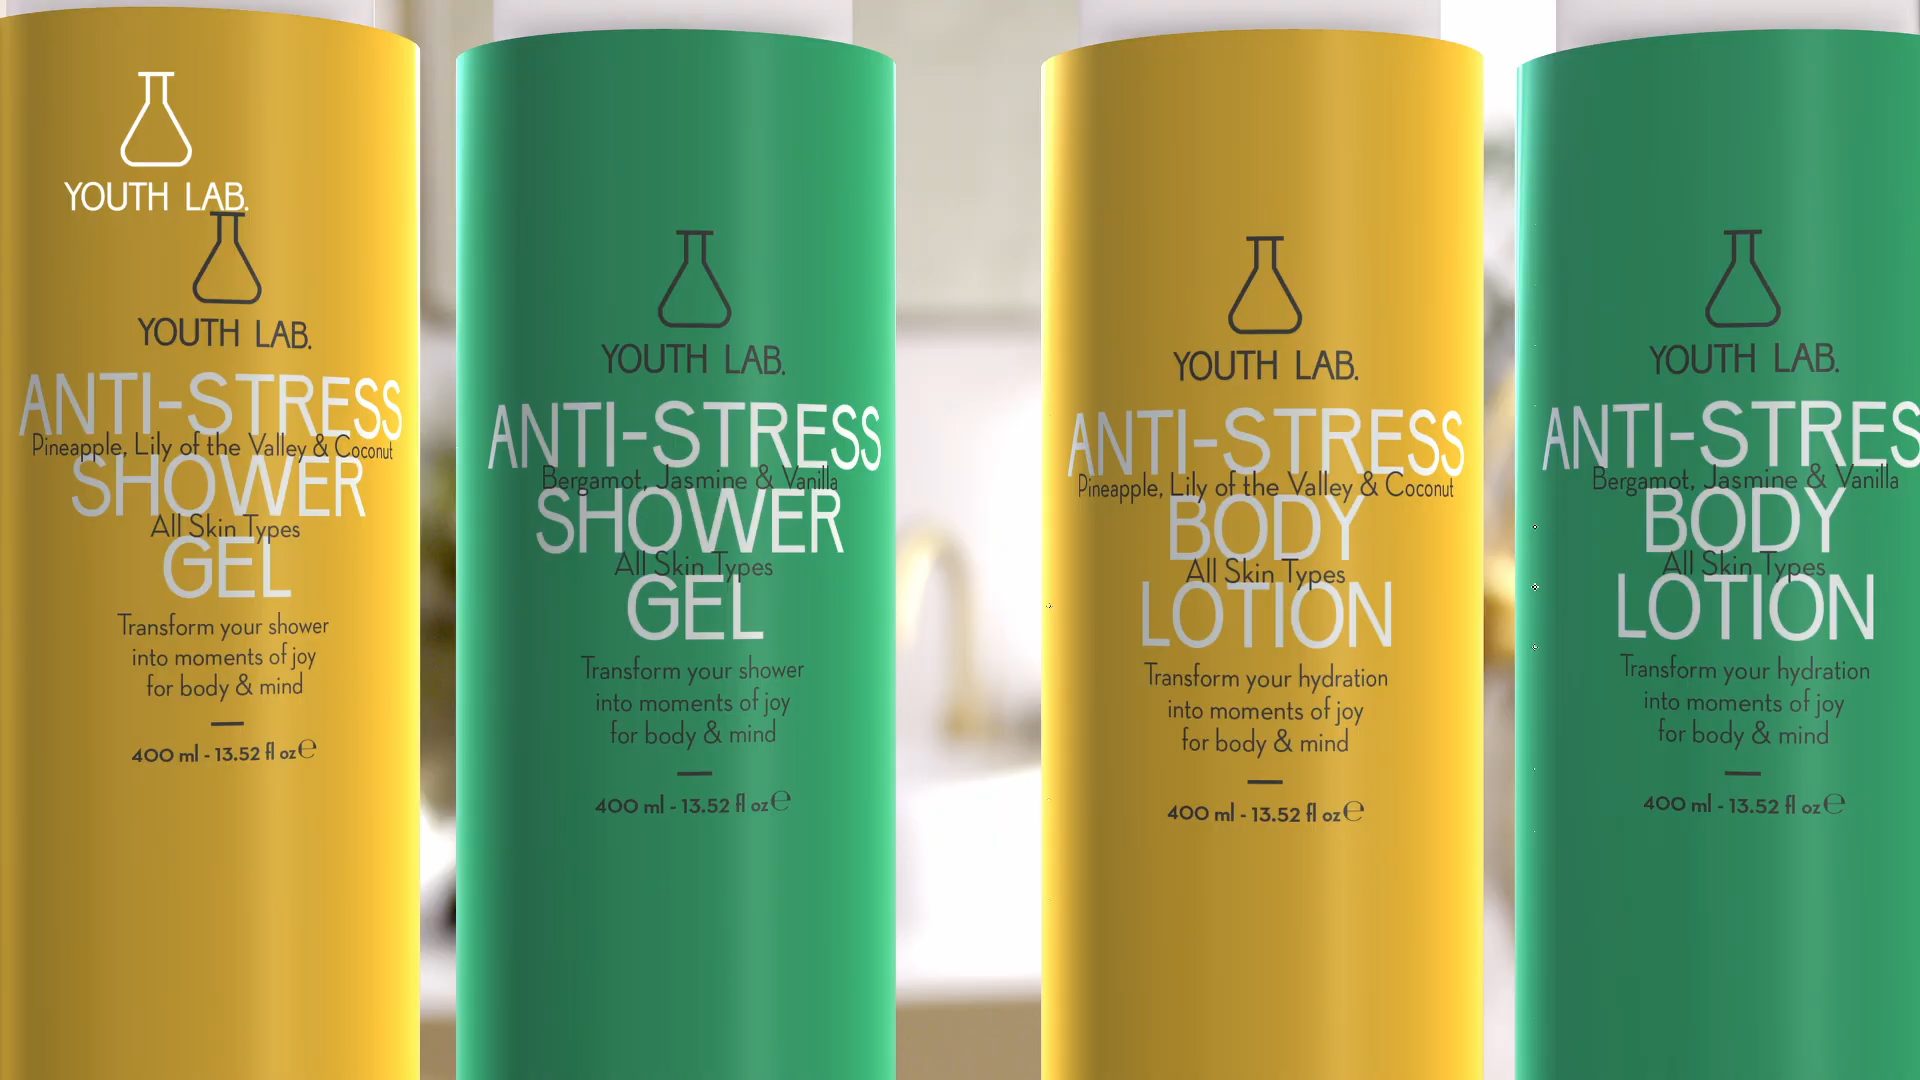 YOUTH LAB.
YOUTH LAB.
ANTI-STRESS
Pineapple, Lily of the Valley & Coconut
SHOWER
All Skin Types
GEL
Transform your shower
into moments of joy
for body & mind
400 ml - 13.52 fl oz ℮
YOUTH LAB.
ANTI-STRESS
Bergamot, Jasmine & Vanilla
SHOWER
All Skin Types
GEL
Transform your shower
into moments of joy
for body & mind
400 ml - 13.52 fl oz ℮
YOUTH LAB.
ANTI-STRESS
Pineapple, Lily of the Valley & Coconut
BODY
All Skin Types
LOTION
Transform your hydration
into moments of joy
for body & mind
400 ml - 13.52 fl oz ℮
YOUTH LAB.
ANTI-STRES
Bergamot, Jasmine & Vanilla
BODY
All Skin Types
LOTION
Transform your hydration
into moments of joy
for body & mind
400 ml - 13.52 fl oz ℮